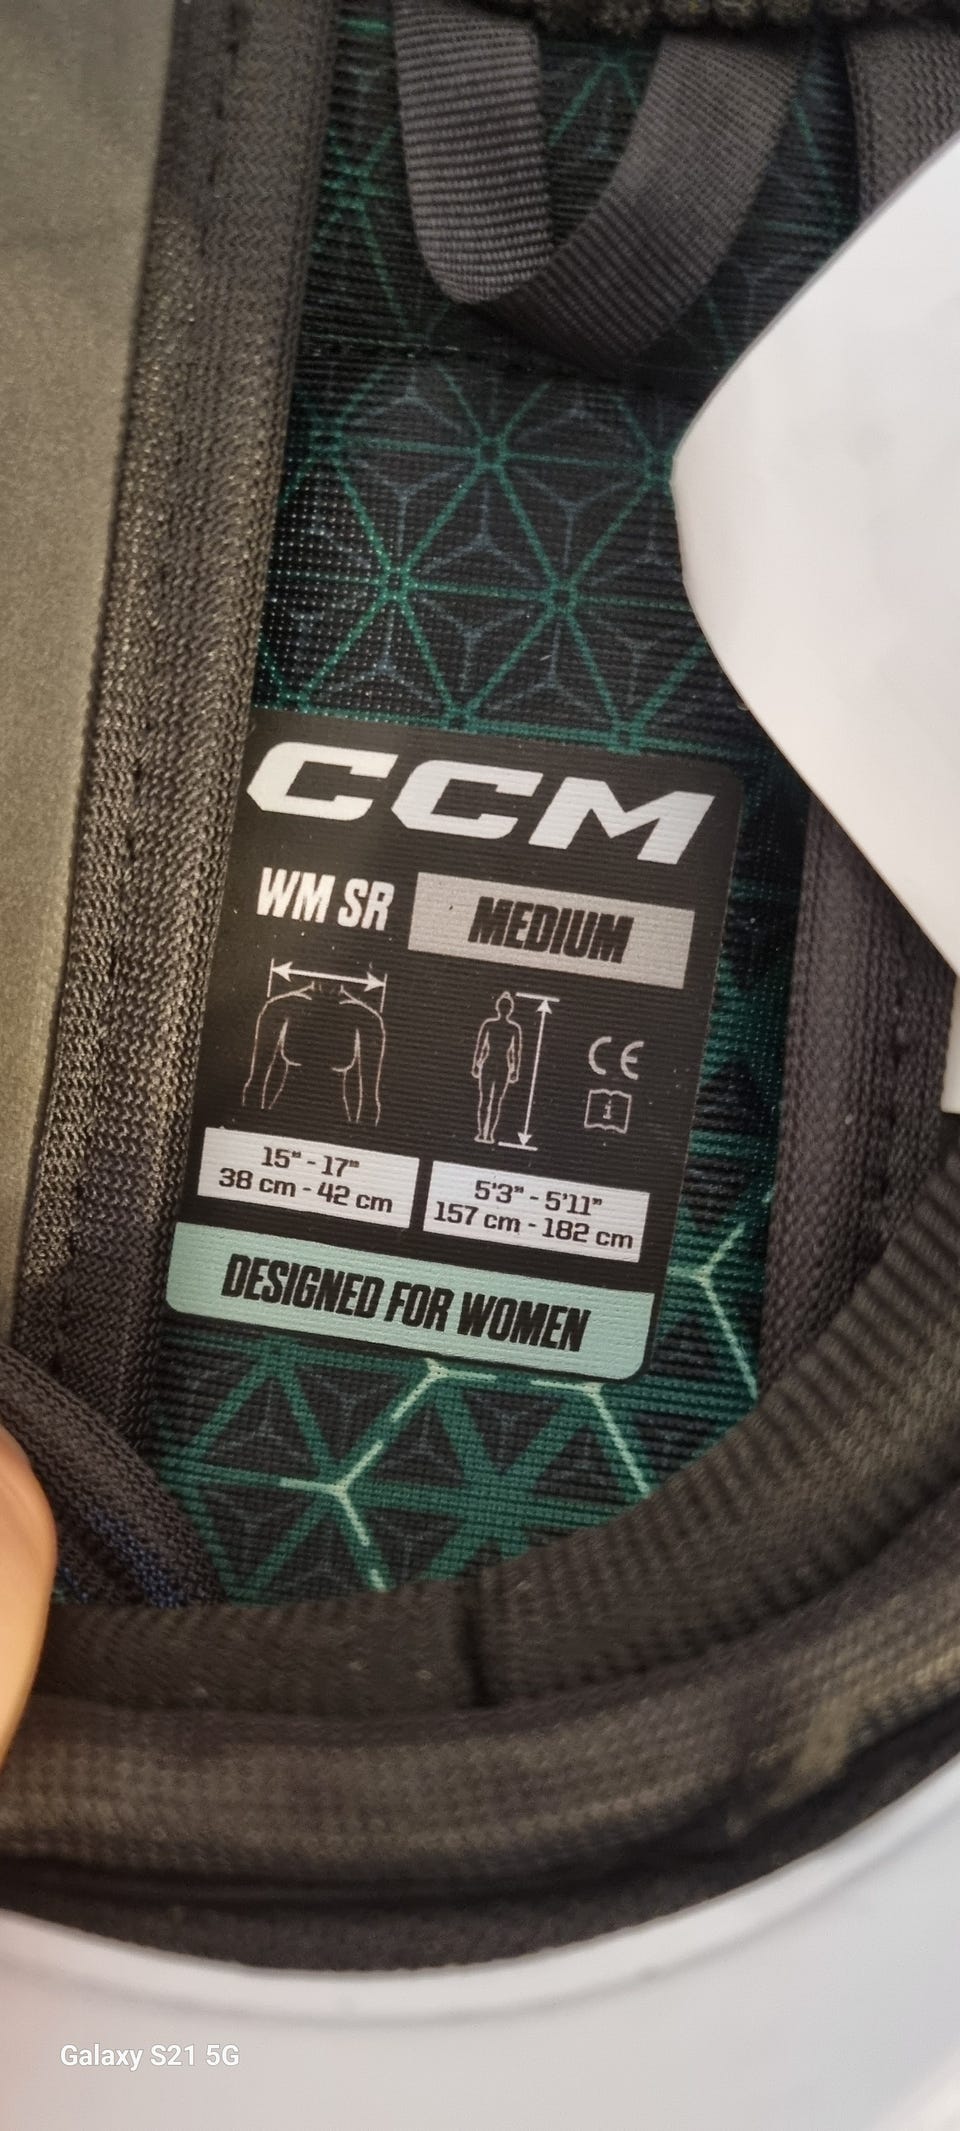 CCM
WM SR MEDIUM
CE
i
15" - 17"
38 cm - 42 cm
5'3" - 5'11"
157 cm - 182 cm
DESIGNED FOR WOMEN
Galaxy S21 5G